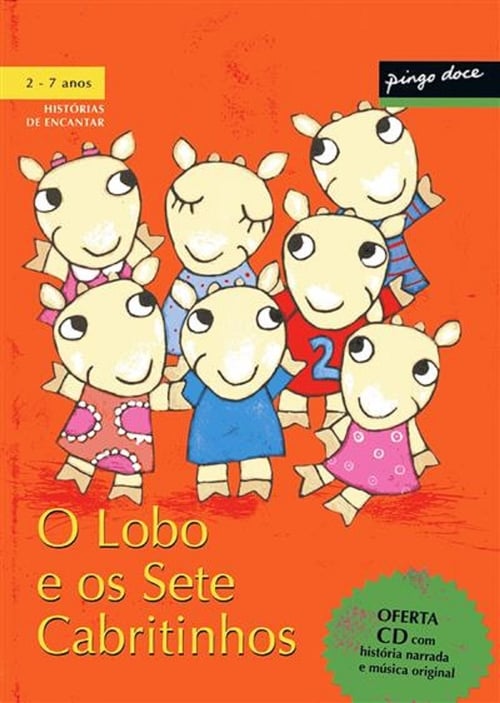 2 - 7 anos
HISTÓRIAS
DE ENCANTAR
pingo doce
2
O Lobo
e os Sete
Cabritinhos
OFERTA
CD com
história narrada
e música original